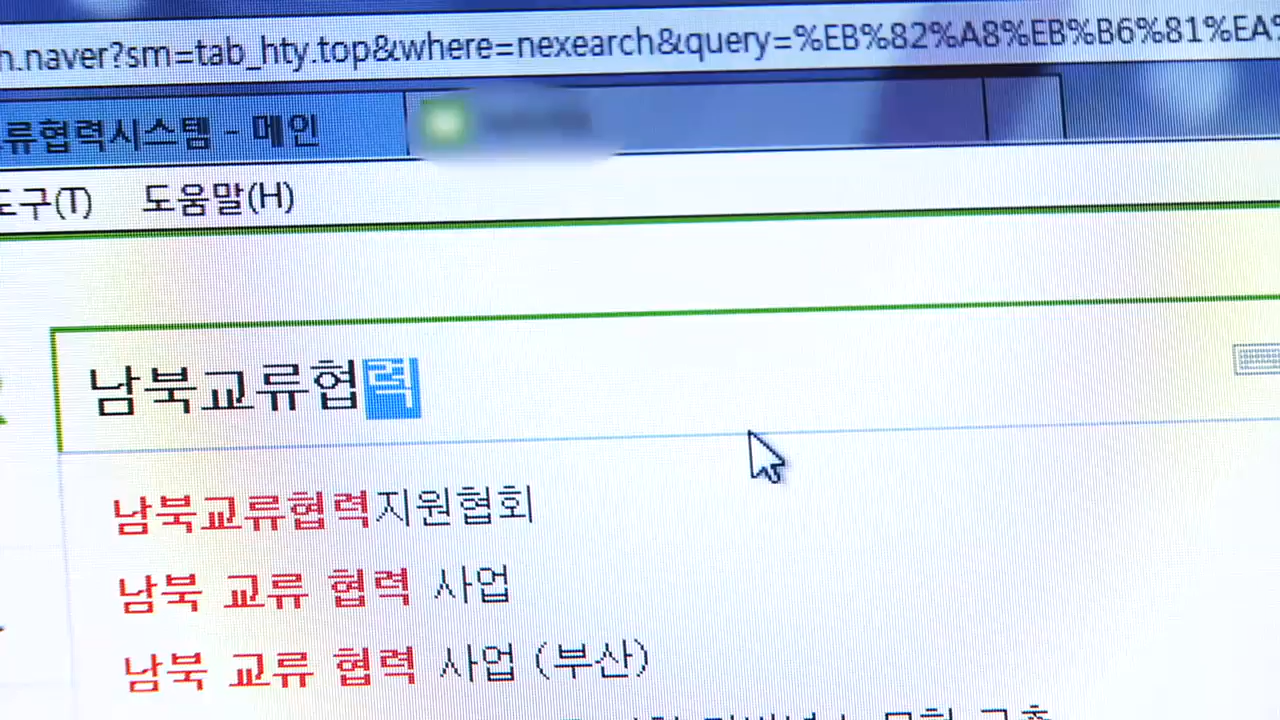 h.naver?sm=tab_hty.top&where=nexearch&query=%EB%82%A8%EB%B6%81%EA%
류협력시스템 - 메인
도구(T) 도움말(H)
남북교류협력
남북교류협력지원협회
남북 교류 협력 사업
남북 교류 협력 사업 (부산)